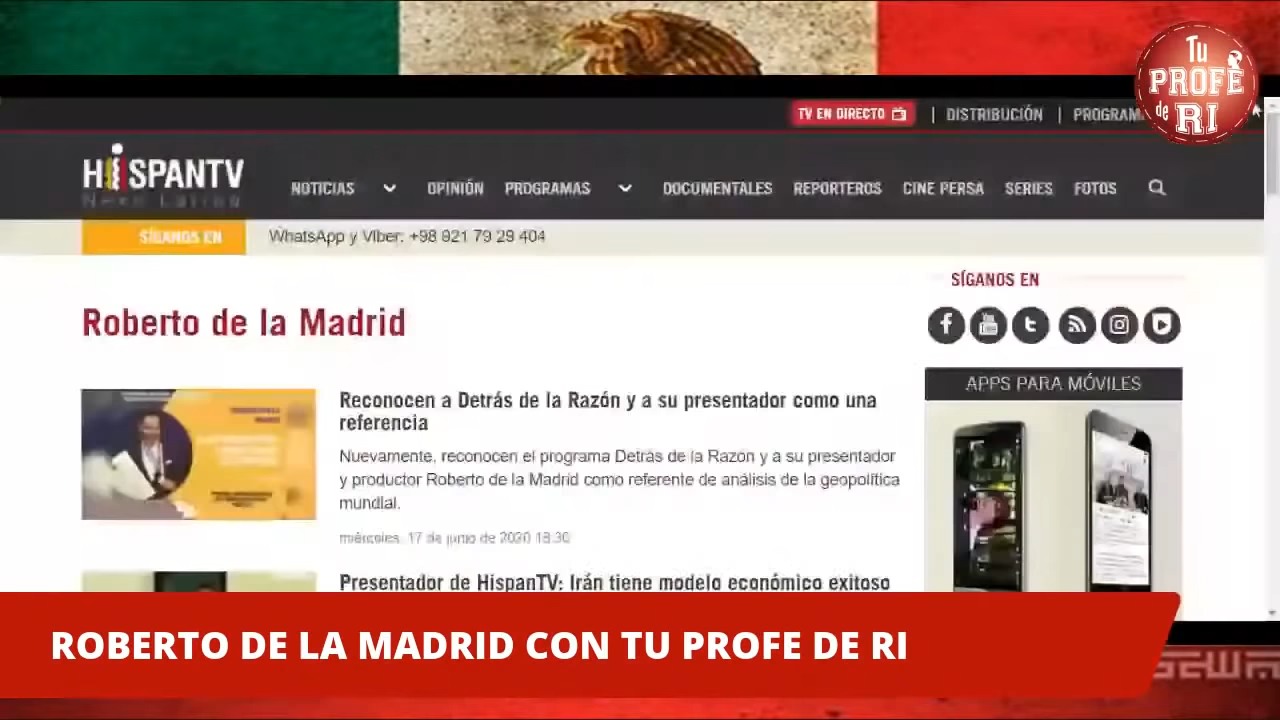 Tu
PROFE
de RI
TV EN DIRECTO | DISTRIBUCIÓN | PROGRAM
HISPANTV
Nexo Latino
NOTICIAS OPINIÓN PROGRAMAS DOCUMENTALES REPORTEROS CINE PERSA SERIES FOTOS
SÍGANOS EN WhatsApp y Viber: +98 921 79 29 404
SÍGANOS EN
Roberto de la Madrid
APPS PARA MÓVILES
Reconocen a Detrás de la Razón y a su presentador como una
referencia
Nuevamente, reconocen el programa Detrás de la Razón y a su presentador
y productor Roberto de la Madrid como referente de análisis de la geopolítica
mundial.
miércoles, 17 de junio de 2020 18:30
Presentador de HispanTV: Irán tiene modelo económico exitoso
ROBERTO DE LA MADRID CON TU PROFE DE RI